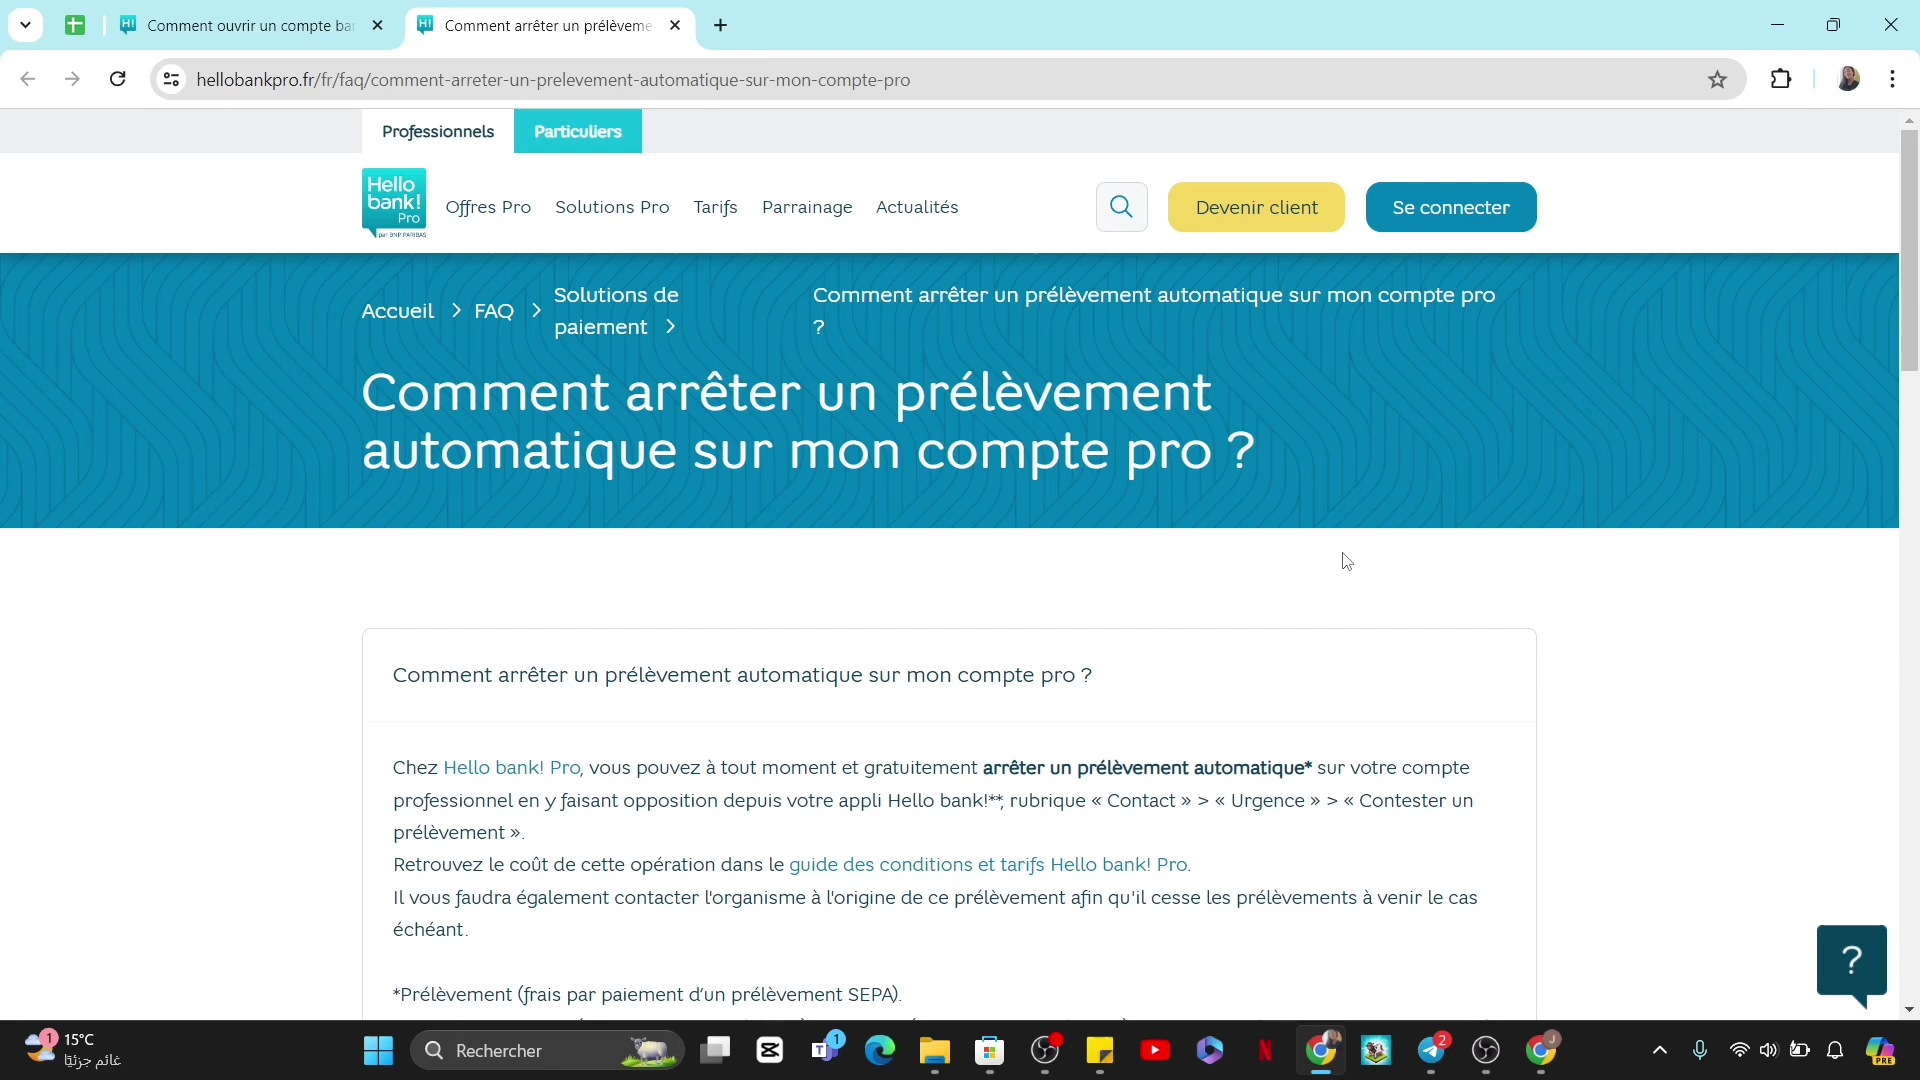 Comment ouvrir un compte ba
Comment arrêter un prélèveme
hellobankpro.fr/fr/faq/comment-arreter-un-prelevement-automatique-sur-mon-compte-pro
Professionnels
Particuliers
Hello
bank!
Pro
par BNP PARIBAS
Offres Pro
Solutions Pro
Tarifs
Parrainage
Actualités
Devenir client
Se connecter
Accueil > FAQ > Solutions de
paiement >
Comment arrêter un prélèvement automatique sur mon compte pro
?
Comment arrêter un prélèvement
automatique sur mon compte pro ?
Comment arrêter un prélèvement automatique sur mon compte pro ?
Chez Hello bank! Pro, vous pouvez à tout moment et gratuitement arrêter un prélèvement automatique* sur votre compte
professionnel en y faisant opposition depuis votre appli Hello bank!**, rubrique « Contact » > « Urgence » > « Contester un
prélèvement ».
Retrouvez le coût de cette opération dans le guide des conditions et tarifs Hello bank! Pro.
Il vous faudra également contacter l'organisme à l'origine de ce prélèvement afin qu'il cesse les prélèvements à venir le cas
échéant.
*Prélèvement (frais par paiement d’un prélèvement SEPA).
?
1
15°C
غائم جزئيًا
Rechercher
1
2
J
PRE